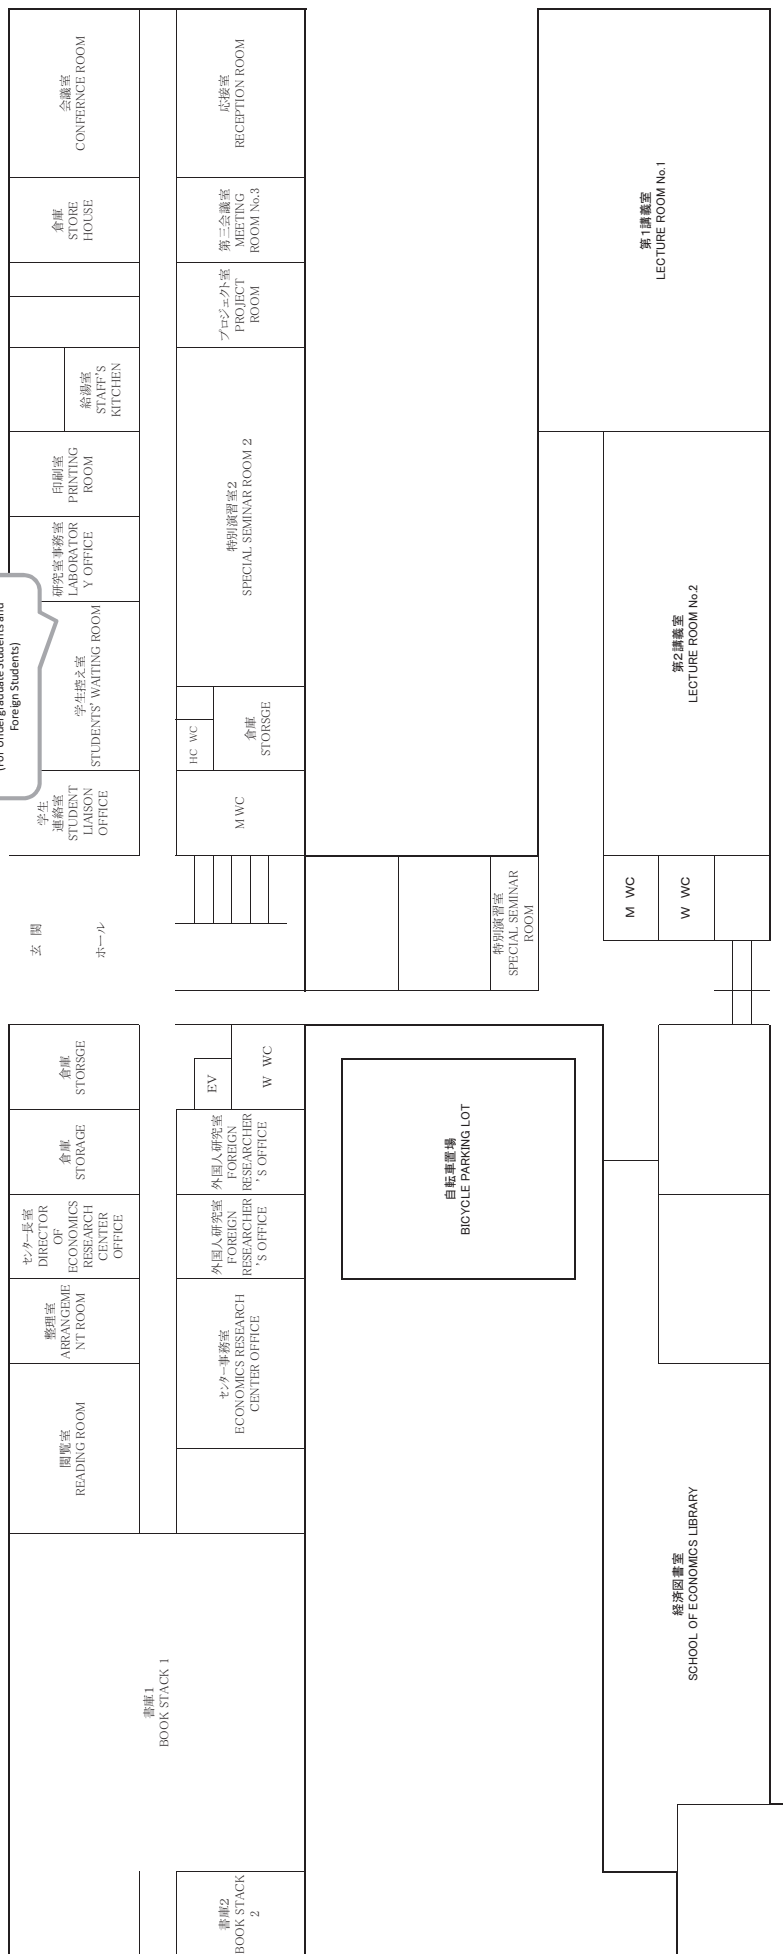 会議室
CONFERNCE ROOM
応接室
RECEPTION ROOM
倉庫
STORE
HOUSE
第三会議室
MEETING
ROOM No.3
プロジェクト室
PROJECT
ROOM
給湯室
STAFF'S
KITCHEN
印刷室
PRINTING
ROOM
研究室事務室
LABORATOR
Y OFFICE
特別演習室2
SPECIAL SEMINAR ROOM 2
Foreign Students)
学生控え室
STUDENTS' WAITING ROOM
HC WC
倉庫
STORSGE
学生
連絡室
STUDENT
LIAISON
OFFICE
M WC
第1講義室
LECTURE ROOM No.1
第2講義室
LECTURE ROOM No.2
玄 関
ホール
特別演習室
SPECIAL SEMINAR
ROOM
M WC
W WC
倉庫
STORSGE
EV
W WC
倉庫
STORAGE
外国人研究室
FOREIGN
RESEARCHER
'S OFFICE
センター長室
DIRECTOR
OF
ECONOMICS
RESEARCH
CENTER
OFFICE
外国人研究室
FOREIGN
RESEARCHER
'S OFFICE
整理室
ARRANGEME
NT ROOM
センター事務室
ECONOMICS RESEARCH
CENTER OFFICE
閲覧室
READING ROOM
自転車置場
BICYCLE PARKING LOT
書庫1
BOOK STACK 1
書庫2
BOOK STACK
2
経済図書室
SCHOOL OF ECONOMICS LIBRARY